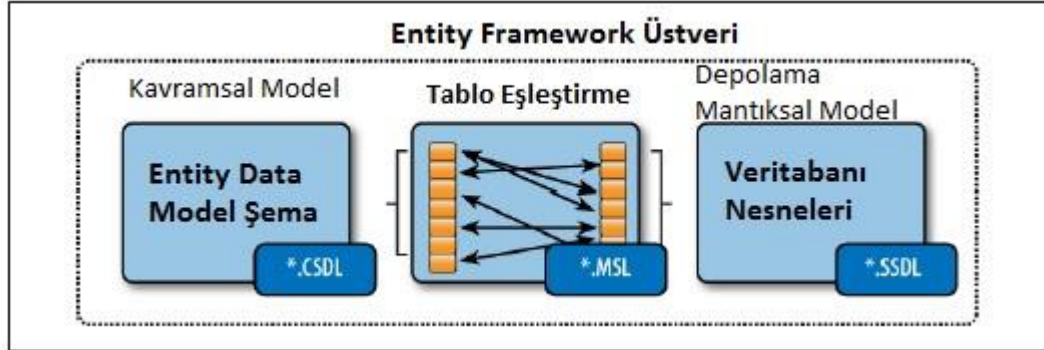 Entity Framework Üstveri
Kavramsal Model
Entity Data
Model Şema
*.CSDL
Tablo Eşleştirme
*.MSL
Depolama
Mantıksal Model
Veritabanı
Nesneleri
*.SSDL